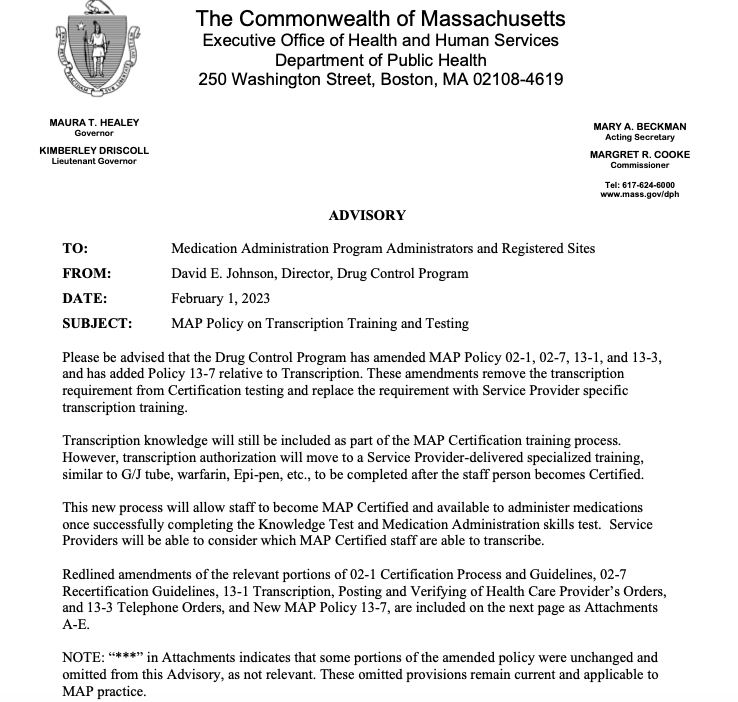 The Commonwealth of Massachusetts
Executive Office of Health and Human Services
Department of Public Health
250 Washington Street, Boston, MA 02108-4619
MAURA T. HEALEY
Governor
KIMBERLEY DRISCOLL
Lieutenant Governor
MARY A. BECKMAN
Acting Secretary
MARGRET R. COOKE
Commissioner
Tel: 617-624-6000
www.mass.gov/dph
ADVISORY
TO: Medication Administration Program Administrators and Registered Sites
FROM: David E. Johnson, Director, Drug Control Program
DATE: February 1, 2023
SUBJECT: MAP Policy on Transcription Training and Testing
Please be advised that the Drug Control Program has amended MAP Policy 02-1, 02-7, 13-1, and 13-3,
and has added Policy 13-7 relative to Transcription. These amendments remove the transcription
requirement from Certification testing and replace the requirement with Service Provider specific
transcription training.
Transcription knowledge will still be included as part of the MAP Certification training process.
However, transcription authorization will move to a Service Provider-delivered specialized training,
similar to G/J tube, warfarin, Epi-pen, etc., to be completed after the staff person becomes Certified.
This new process will allow staff to become MAP Certified and available to administer medications
once successfully completing the Knowledge Test and Medication Administration skills test.  Service
Providers will be able to consider which MAP Certified staff are able to transcribe.
Redlined amendments of the relevant portions of 02-1 Certification Process and Guidelines, 02-7
Recertification Guidelines, 13-1 Transcription, Posting and Verifying of Health Care Provider's Orders,
and 13-3 Telephone Orders, and New MAP Policy 13-7, are included on the next page as Attachments
A-E.
NOTE: “***” in Attachments indicates that some portions of the amended policy were unchanged and
omitted from this Advisory, as not relevant. These omitted provisions remain current and applicable to
MAP practice.